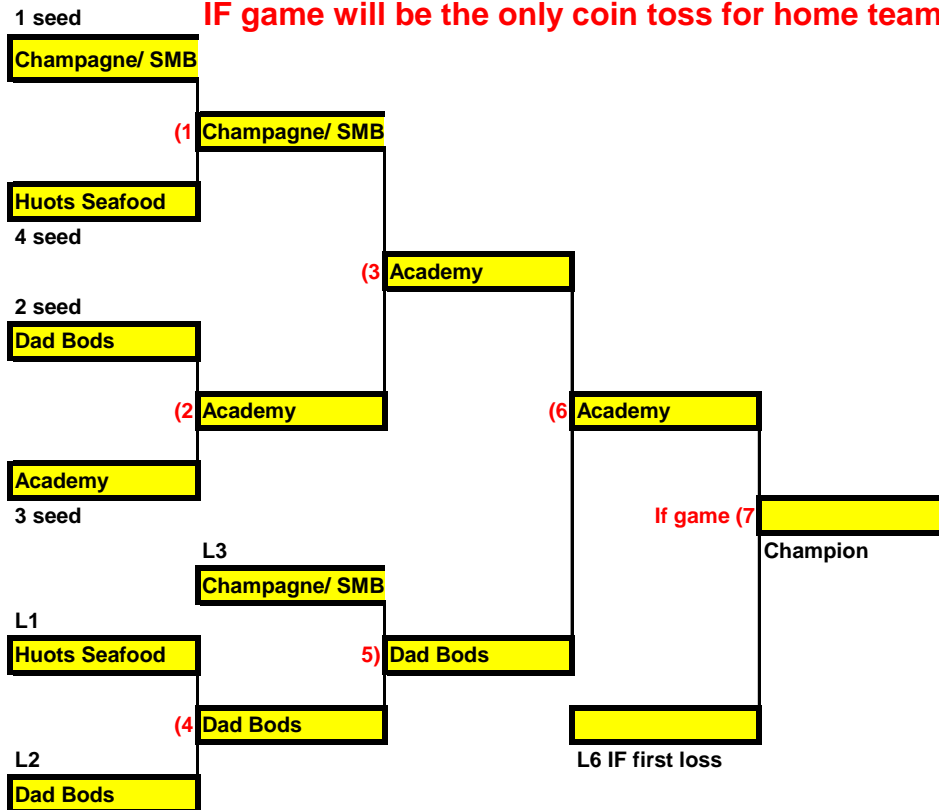 1 seed
IF game will be the only coin toss for home team
Champagne/ SMB
(1 Champagne/ SMB
Huots Seafood
4 seed
(3 Academy
2 seed
Dad Bods
(2 Academy
(6 Academy
Academy
3 seed
If game (7
L3
Champion
Champagne/ SMB
L1
Huots Seafood
5) Dad Bods
(4 Dad Bods
L2
L6 IF first loss
Dad Bods